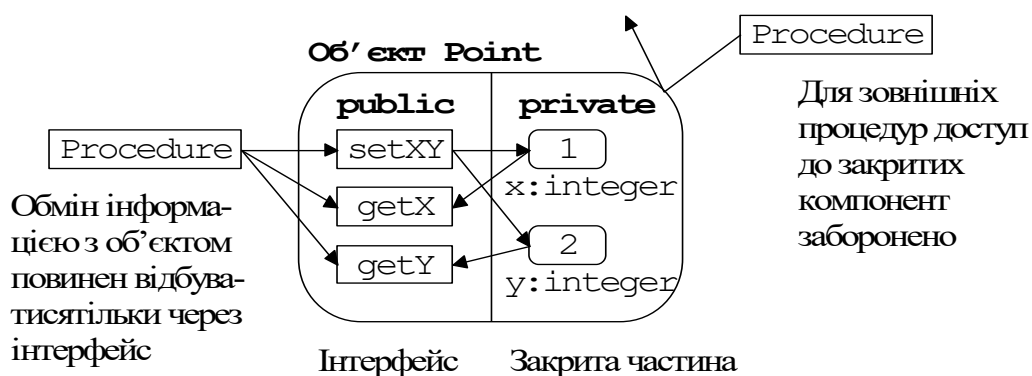 Procedure
Об’єкт Point
public
private
Для зовнішніх
процедур доступ
до закритих
компонент
заборонено
Procedure
setXY
1
x:integer
getX
Обмін інформа-
цією з об’єктом
повинен відбува-
тисятільки через
інтерфейс
2
getY
y:integer
Інтерфейс
Закрита частина